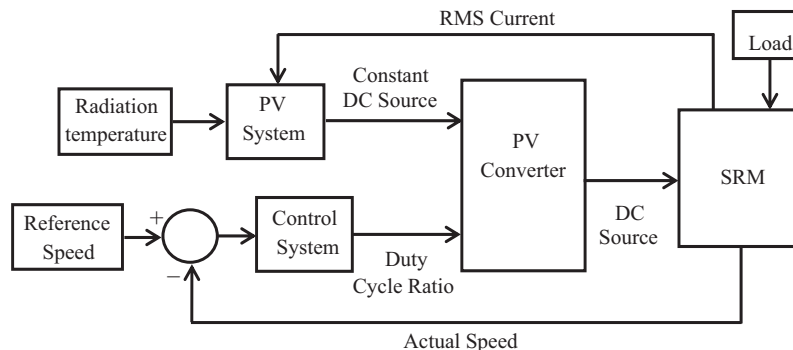 RMS Current
Load
Radiation
temperature
PV
System
Constant
DC Source
PV
Converter
SRM
DC
Source
Reference
Speed
+
−
Control
System
Duty
Cycle Ratio
Actual Speed